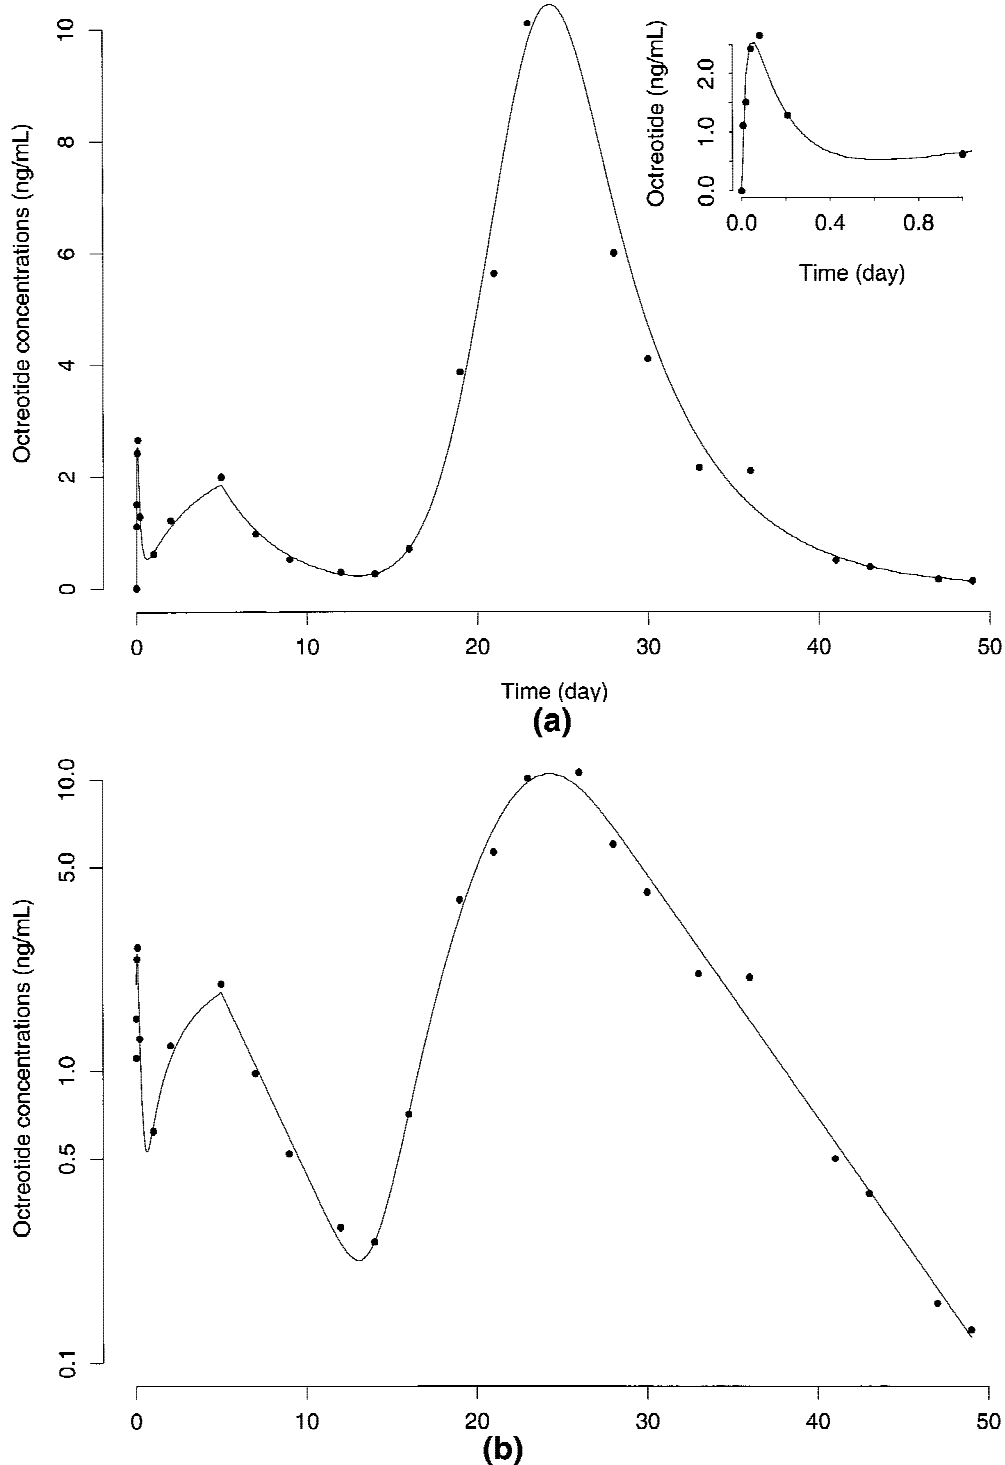 Octreotide concentrations (ng/mL)
10
8
6
4
2
0
0 10 20 30 40 50
Time (day)
(a)
Octreotide (ng/mL)
2.0
1.0
0.0
0.0 0.4 0.8
Time (day)
Octreotide concentrations (ng/mL)
10.0
5.0
1.0
0.5
0.1
0 10 20 30 40 50
(b)